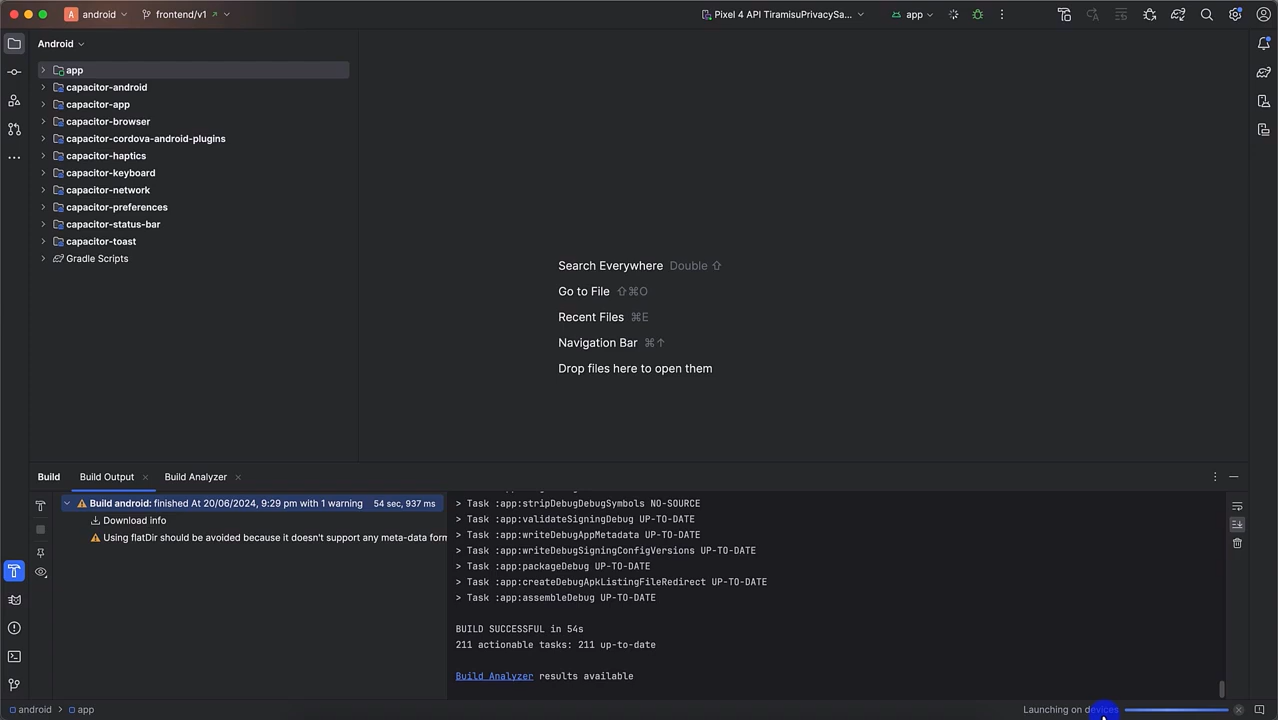 A android frontend/v1 Pixel 4 API TiramisuPrivacySa... app
Android
app
capacitor-android
capacitor-app
capacitor-browser
capacitor-cordova-android-plugins
capacitor-haptics
capacitor-keyboard
capacitor-network
capacitor-preferences
capacitor-status-bar
capacitor-toast
Gradle Scripts
Search Everywhere Double ⇧
Go to File ⇧⌘O
Recent Files ⌘E
Navigation Bar ⌘↑
Drop files here to open them
Build Build Output Build Analyzer
Build android: finished At 20/06/2024, 9:29 pm with 1 warning 54 sec, 937 ms
Download info
Using flatDir should be avoided because it doesn't support any meta-data form
> Task :app:stripDebugDebugSymbols NO-SOURCE
> Task :app:validateSigningDebug UP-TO-DATE
> Task :app:writeDebugAppMetadata UP-TO-DATE
> Task :app:writeDebugSigningConfigVersions UP-TO-DATE
> Task :app:packageDebug UP-TO-DATE
> Task :app:createDebugApkListingFileRedirect UP-TO-DATE
> Task :app:assembleDebug UP-TO-DATE
BUILD SUCCESSFUL in 54s
211 actionable tasks: 211 up-to-date
Build Analyzer results available
android > app Launching on devices